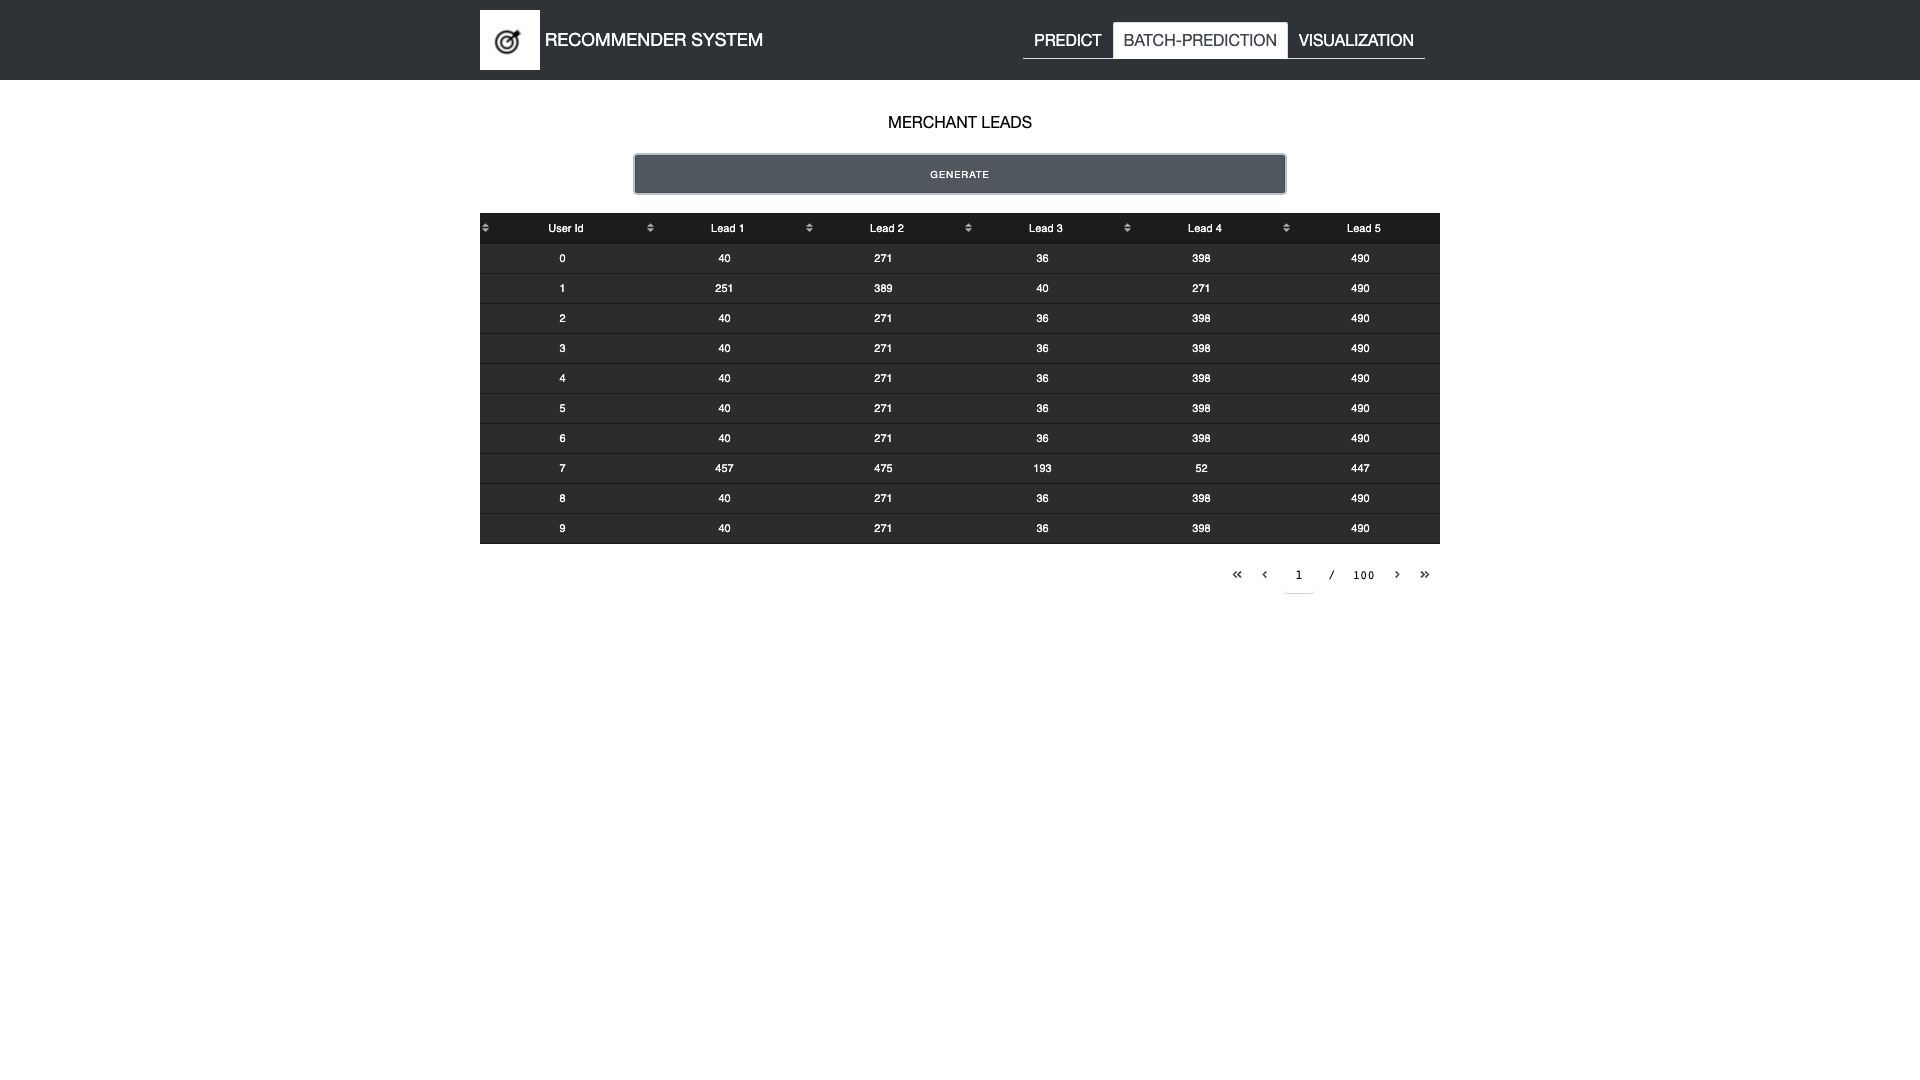 RECOMMENDER SYSTEM
PREDICT BATCH-PREDICTION VISUALIZATION
MERCHANT LEADS
GENERATE
User Id Lead 1 Lead 2 Lead 3 Lead 4 Lead 5
0 40 271 36 398 490
1 251 389 40 271 490
2 40 271 36 398 490
3 40 271 36 398 490
4 40 271 36 398 490
5 40 271 36 398 490
6 40 271 36 398 490
7 457 475 193 52 447
8 40 271 36 398 490
9 40 271 36 398 490
« ‹ 1 / 100 › »